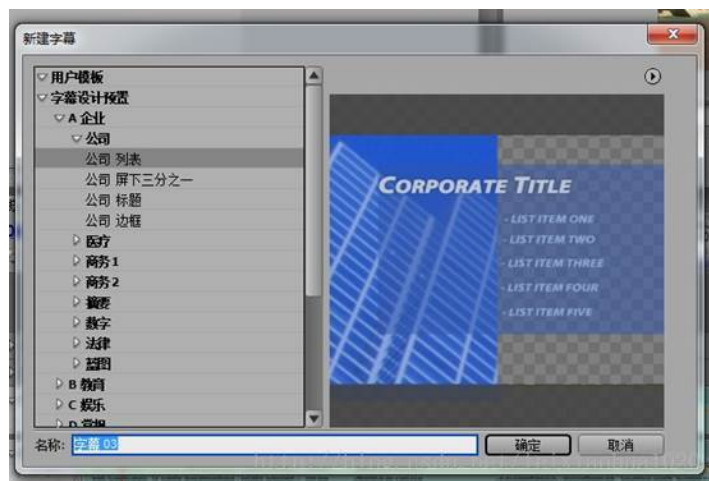 新建字幕
用户模板
字幕设计预置
A 企业
公司
公司 列表
公司 屏下三分之一
公司 标题
公司 边框
医疗
商务1
商务2
摘要
数字
法律
蓝图
B 教育
C 娱乐
CORPORATE TITLE
- LIST ITEM ONE
- LIST ITEM TWO
- LIST ITEM THREE
- LIST ITEM FOUR
- LIST ITEM FIVE
名称: 字幕 03
确定
取消